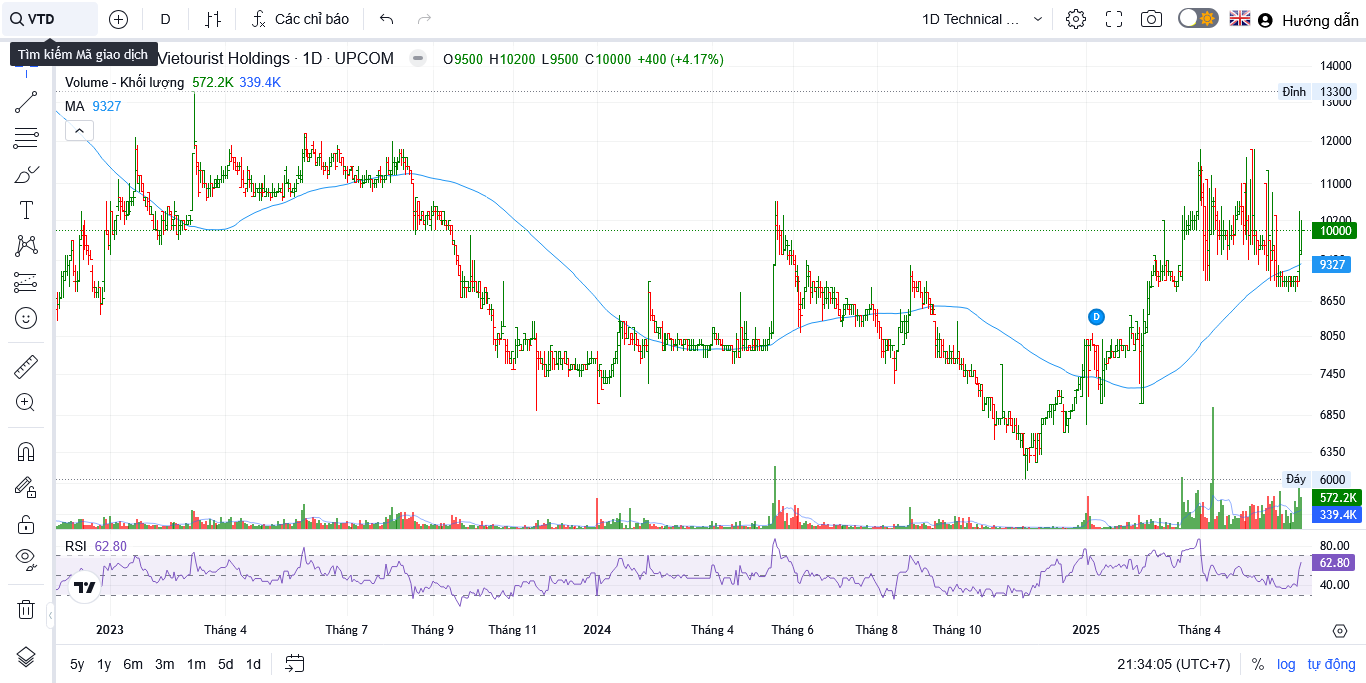 VTD D Các chỉ báo 1D Technical ... Hướng dẫn
Tìm kiếm Mã giao dịch
Vietourist Holdings · 1D · UPCOM O9500 H10200 L9500 C10000 +400 (+4.17%)
Volume - Khối lượng 572.2K 339.4K
MA 9327
14000
Đỉnh 13300
13000
12000
11000
10200
10000
9327
8650
D
8050
7450
6850
6350
Đáy 6000
572.2K
339.4K
RSI 62.80
80.00
62.80
40.00
2023 Tháng 4 Tháng 7 Tháng 9 Tháng 11 2024 Tháng 4 Tháng 6 Tháng 8 Tháng 10 2025 Tháng 4
5y 1y 6m 3m 1m 5d 1d 21:34:05 (UTC+7) % log tự động